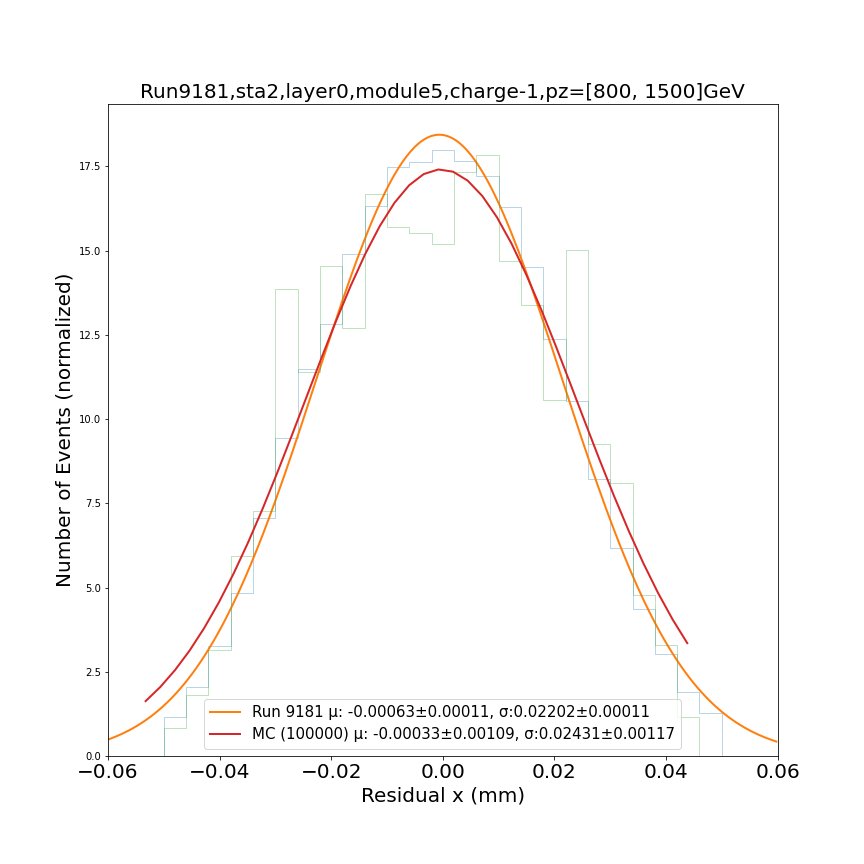 Run9181,sta2,layer0,module5,charge-1,pz=[800, 1500]GeV
Number of Events (normalized)
17.5
15.0
12.5
10.0
7.5
5.0
2.5
0.0
Run 9181 μ: -0.00063±0.00011, σ:0.02202±0.00011
MC (100000) μ: -0.00033±0.00109, σ:0.02431±0.00117
−0.06 −0.04 −0.02 0.00 0.02 0.04 0.06
Residual x (mm)